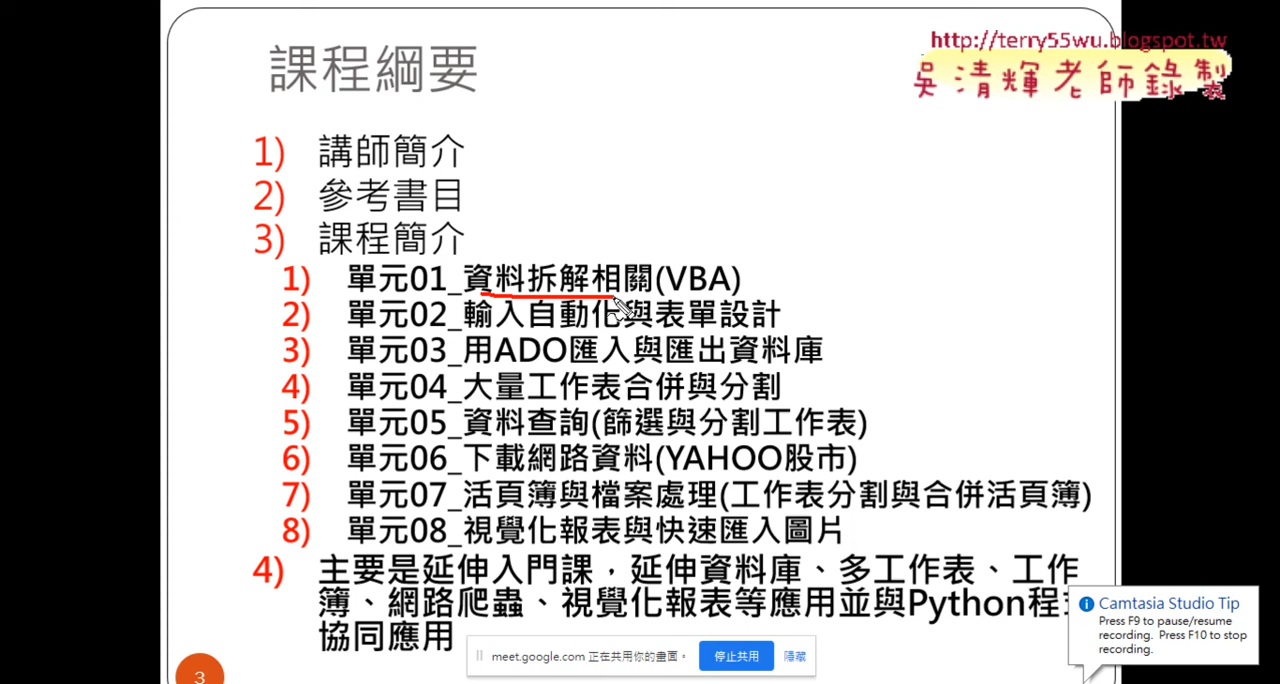 http://terry55wu.blogspot.tw
吳清輝老師錄製
課程綱要
1) 講師簡介
2) 參考書目
3) 課程簡介
1) 單元01_資料拆解相關(VBA)
2) 單元02_輸入自動化與表單設計
3) 單元03_用ADO匯入與匯出資料庫
4) 單元04_大量工作表合併與分割
5) 單元05_資料查詢(篩選與分割工作表)
6) 單元06_下載網路資料(YAHOO股市)
7) 單元07_活頁簿與檔案處理(工作表分割與合併活頁簿)
8) 單元08_視覺化報表與快速匯入圖片
4) 主要是延伸入門課，延伸資料庫、多工作表、工作
簿、網路爬蟲、視覺化報表等應用並與Python程
協同應用
Camtasia Studio Tip
Press F9 to pause/resume
recording. Press F10 to stop
recording.
meet.google.com 正在共用你的畫面。 停止共用 隱藏
3